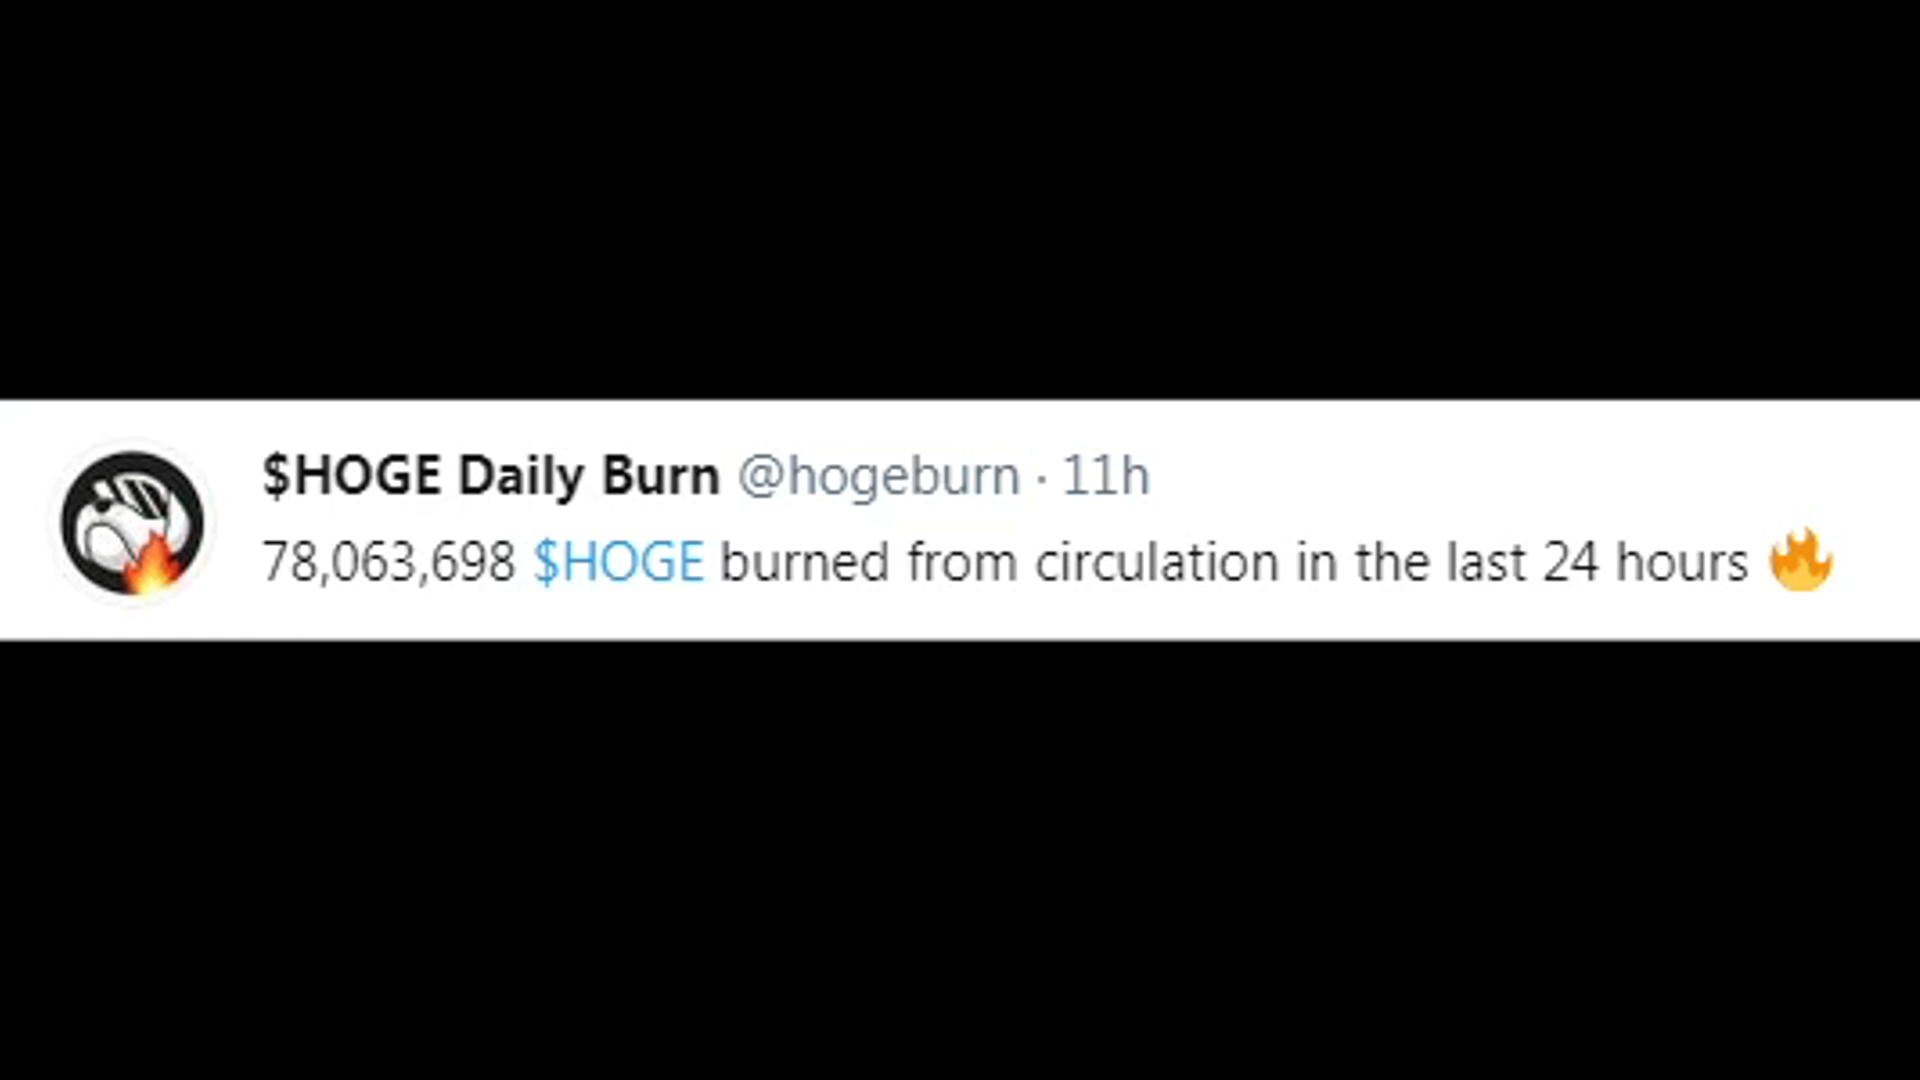 $HOGE Daily Burn @hogeburn · 11h
78,063,698 $HOGE burned from circulation in the last 24 hours 🔥